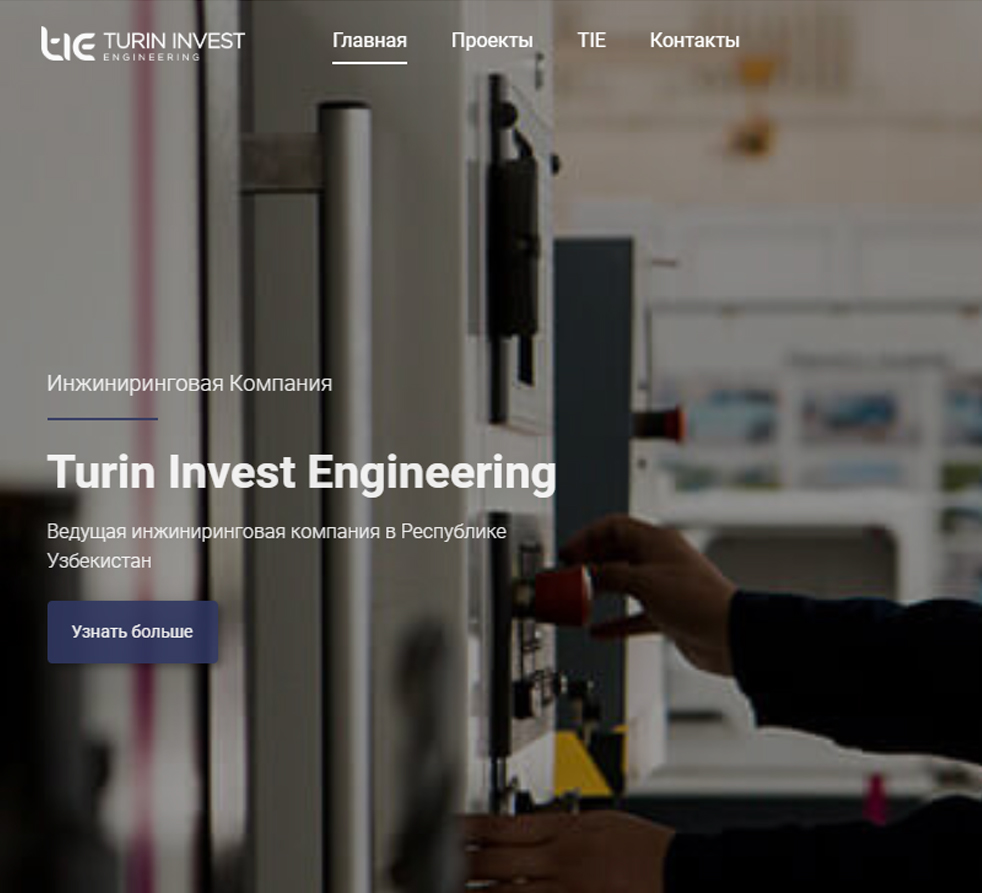 tie TURIN INVEST
ENGINEERING
Главная Проекты TIE Контакты
Инжиниринговая Компания
Turin Invest Engineering
Ведущая инжиниринговая компания в Республике
Узбекистан
Узнать больше